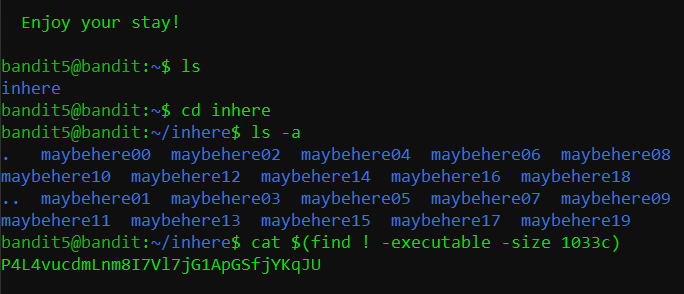 Enjoy your stay!
bandit5@bandit:~$ ls
inhere
bandit5@bandit:~$ cd inhere
bandit5@bandit:~/inhere$ ls -a
.   maybehere00  maybehere02  maybehere04  maybehere06  maybehere08
maybehere10  maybehere12  maybehere14  maybehere16  maybehere18
..  maybehere01  maybehere03  maybehere05  maybehere07  maybehere09
maybehere11  maybehere13  maybehere15  maybehere17  maybehere19
bandit5@bandit:~/inhere$ cat $(find ! -executable -size 1033c)
P4L4vucdmLnm8I7Vl7jG1ApGSfjYKqJU